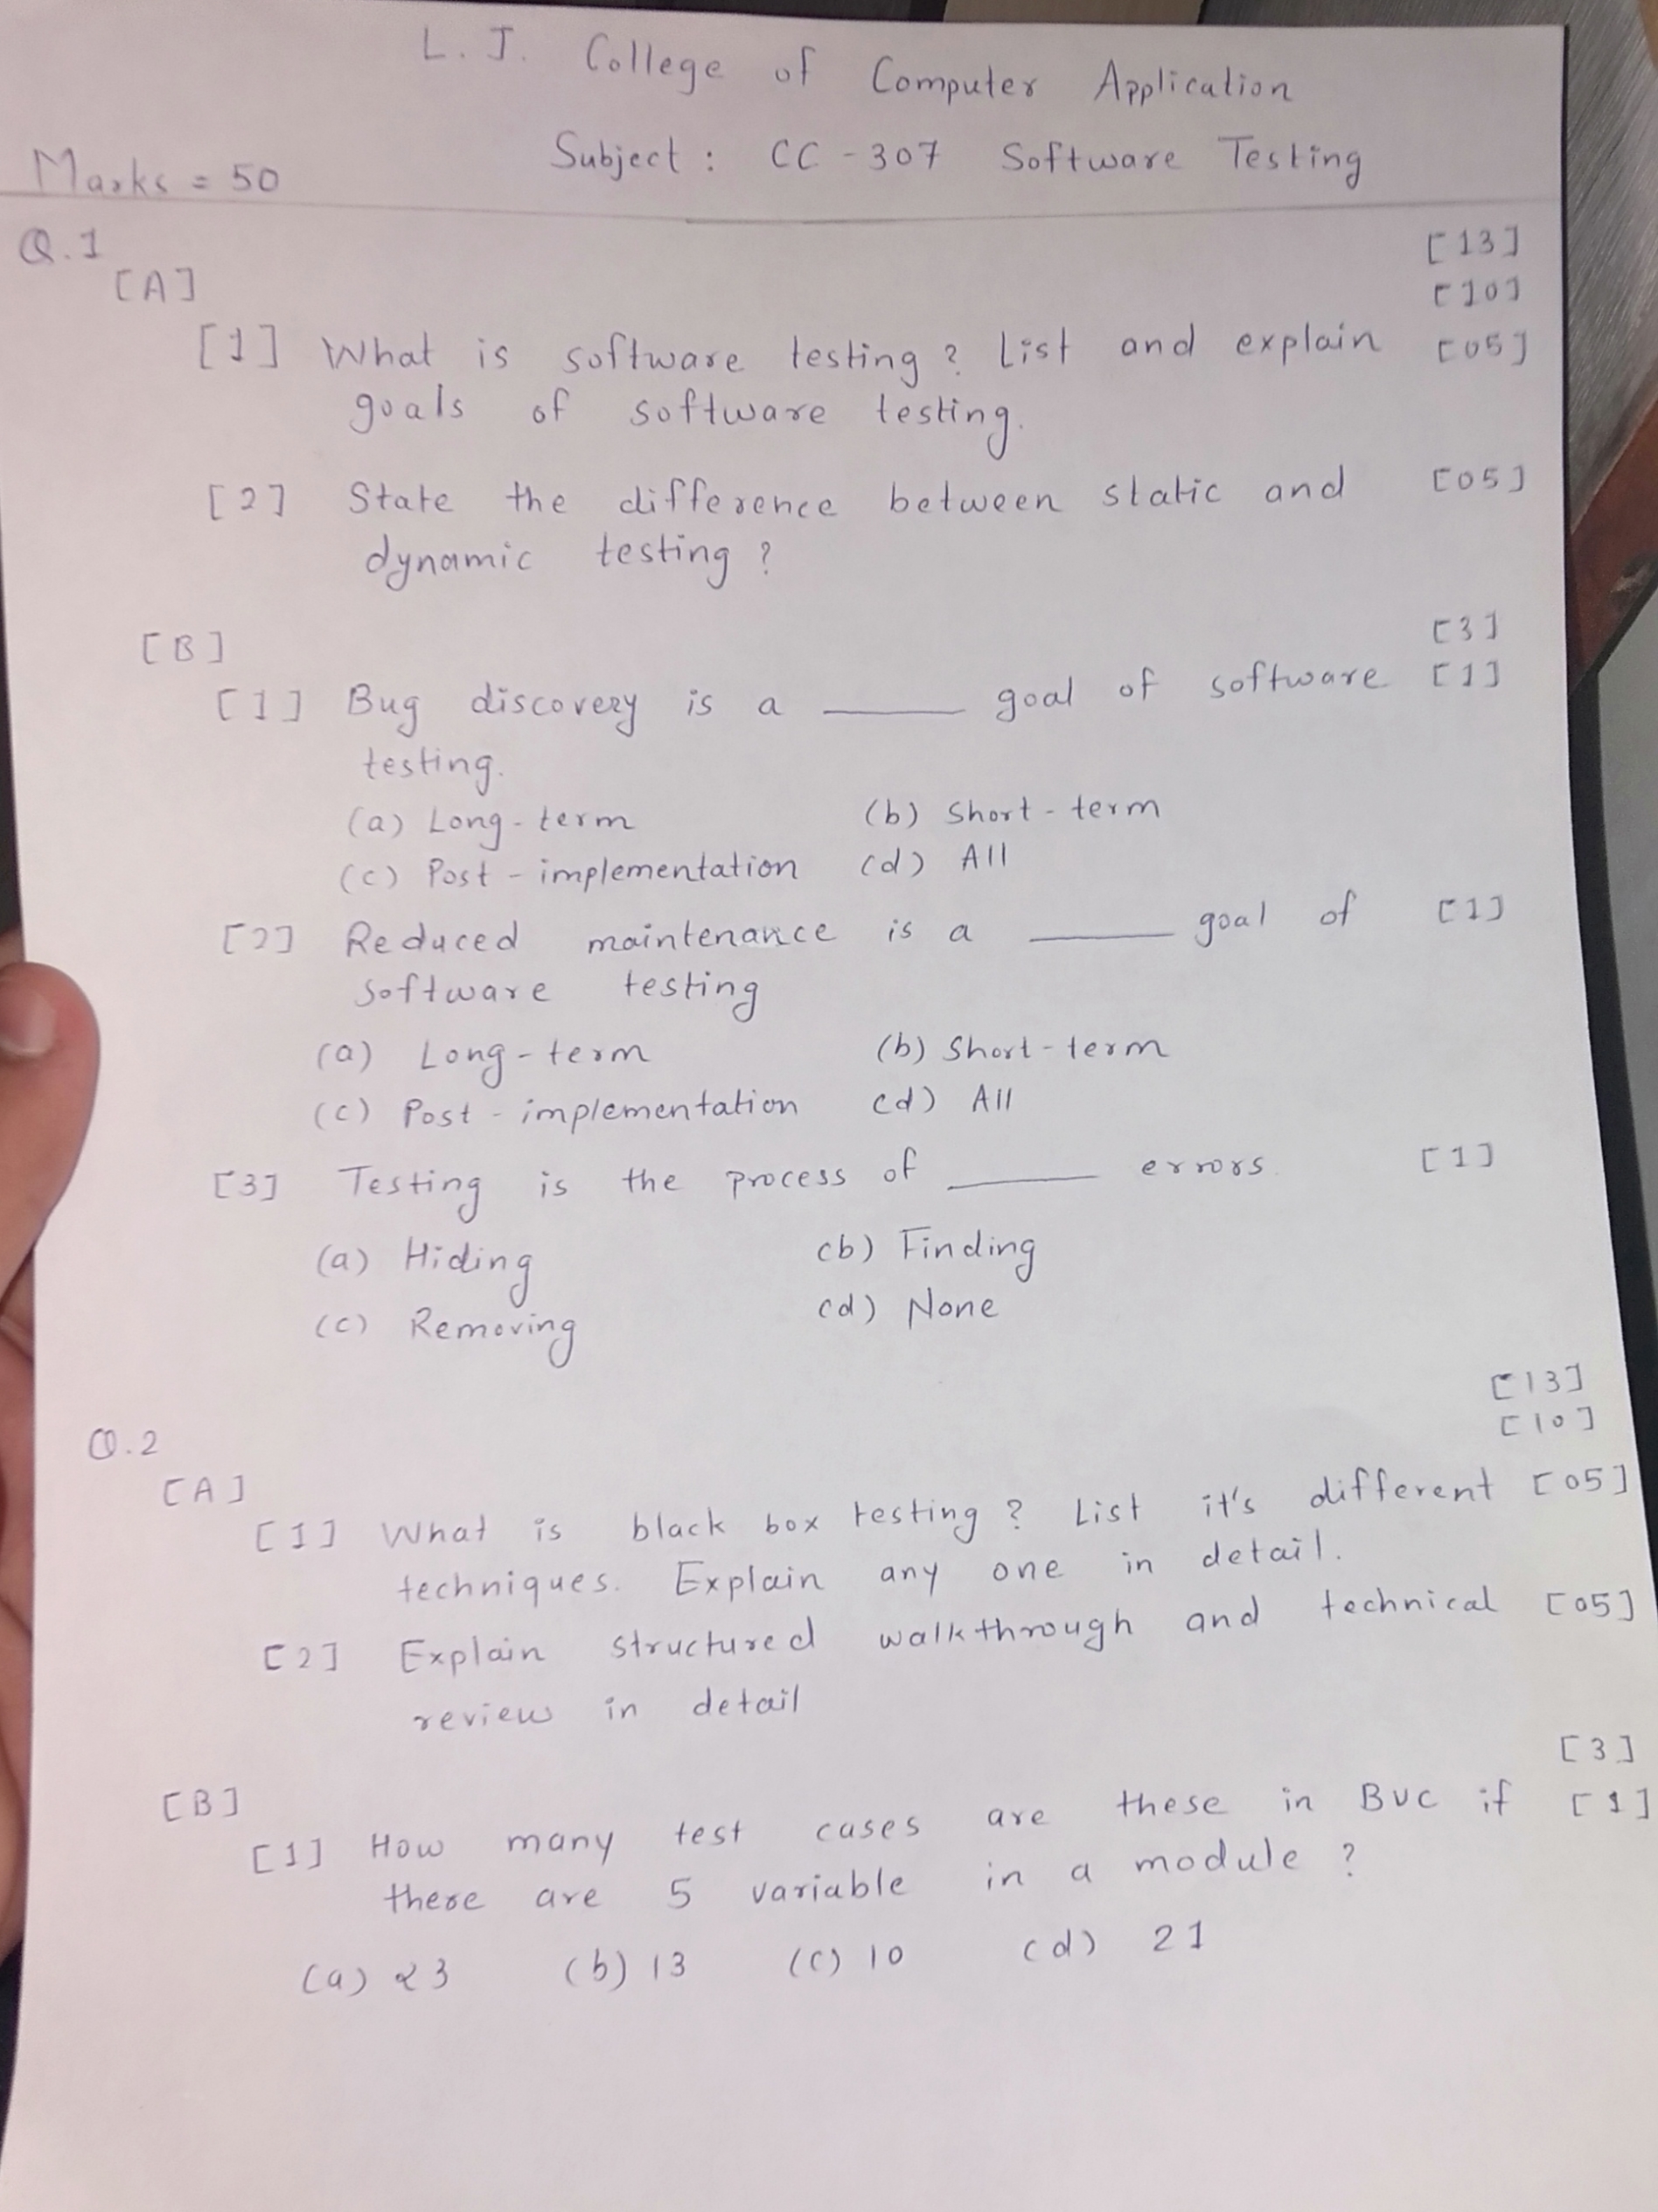 L. J. College of Computer Application
Subject : CC - 307 Software Testing
Marks = 50
Q.1 [13]
[A] [10]
[1] What is software testing ? List and explain [05]
goals of software testing.
[2] State the difference between static and [05]
dynamic testing ?
[B] [3]
[1] Bug discovery is a ______ goal of software [1]
testing.
(a) Long-term (b) Short-term
(c) Post-implementation (d) All
[2] Reduced maintenance is a ______ goal of [1]
software testing
(a) Long-term (b) Short-term
(c) Post-implementation (d) All
[3] Testing is the process of ______ errors. [1]
(a) Hiding (b) Finding
(c) Removing (d) None
[13]
Q.2 [10]
[A]
[1] What is black box testing ? List it's different [05]
techniques. Explain any one in detail.
[2] Explain structured walkthrough and technical [05]
review in detail
[3]
[B]
[1] How many test cases are these in BVC if [1]
there are 5 variable in a module ?
(a) 23 (b) 13 (c) 10 (d) 21